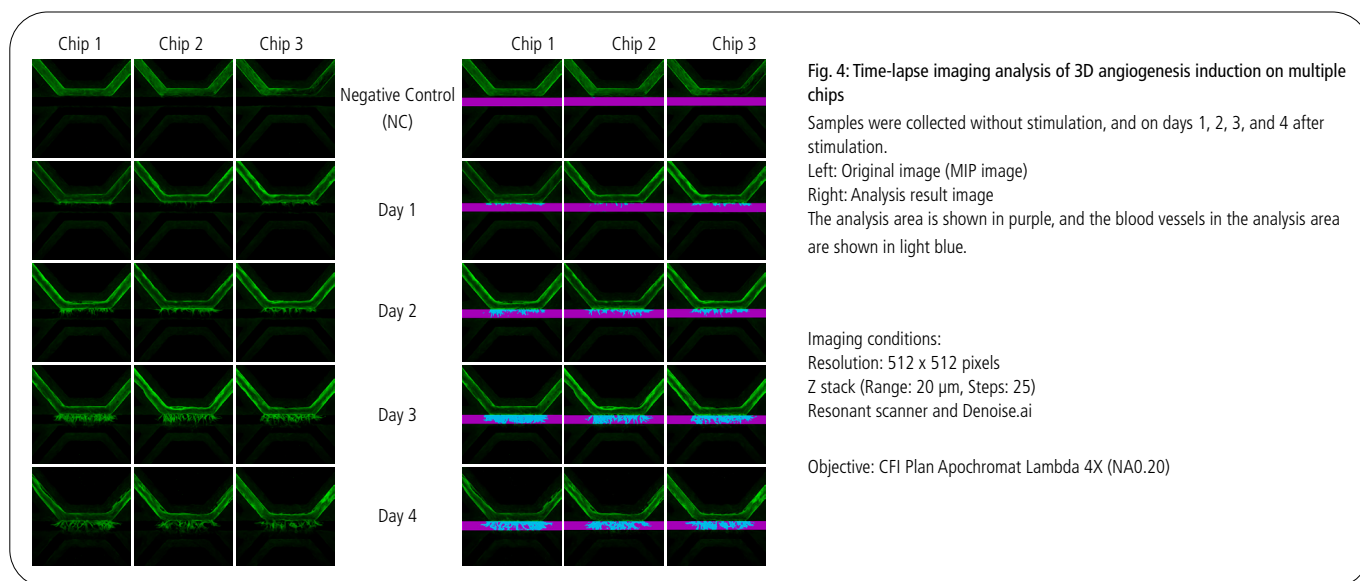 Chip 1 Chip 2 Chip 3
Chip 1 Chip 2 Chip 3
Negative Control
(NC)
Day 1
Day 2
Day 3
Day 4
Fig. 4: Time-lapse imaging analysis of 3D angiogenesis induction on multiple
chips
Samples were collected without stimulation, and on days 1, 2, 3, and 4 after
stimulation.
Left: Original image (MIP image)
Right: Analysis result image
The analysis area is shown in purple, and the blood vessels in the analysis area
are shown in light blue.
Imaging conditions:
Resolution: 512 x 512 pixels
Z stack (Range: 20 µm, Steps: 25)
Resonant scanner and Denoise.ai
Objective: CFI Plan Apochromat Lambda 4X (NA0.20)